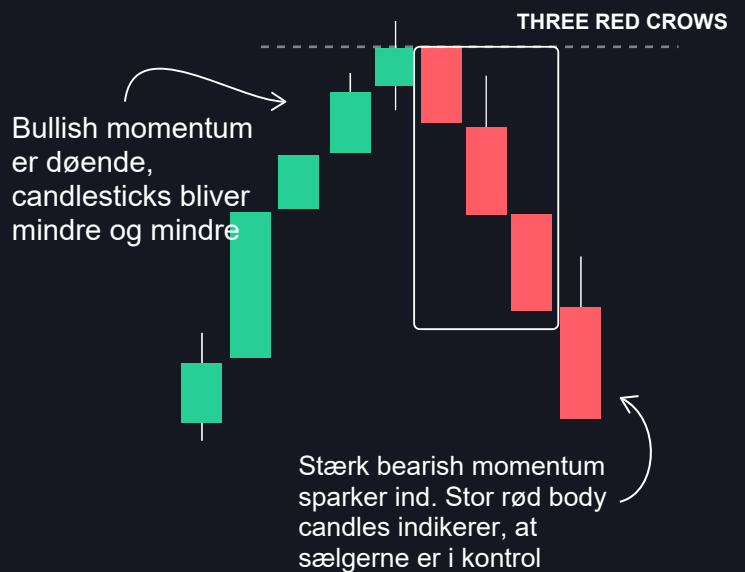 THREE RED CROWS
Bullish momentum
er døende,
candlesticks bliver
mindre og mindre
Stærk bearish momentum
sparker ind. Stor rød body
candles indikerer, at
sælgerne er i kontrol